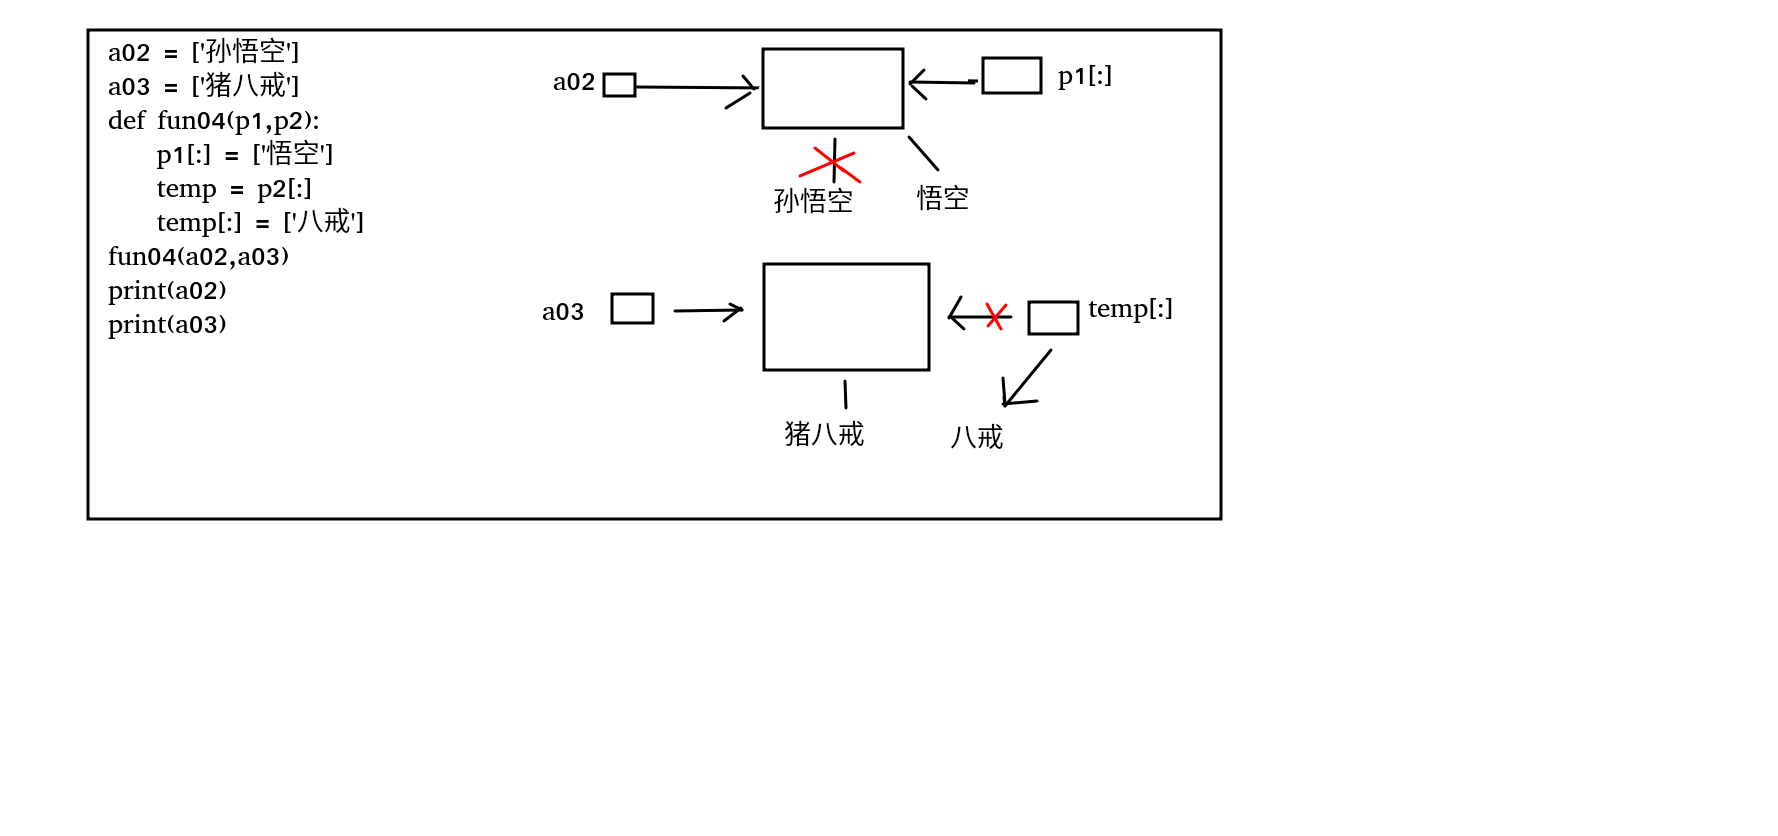 a02 = ['孙悟空']
a03 = ['猪八戒']
def fun04(p1,p2):
p1[:] = ['悟空']
temp = p2[:]
temp[:] = ['八戒']
fun04(a02,a03)
print(a02)
print(a03)
a02
p1[:]
孙悟空
悟空
a03
temp[:]
猪八戒
八戒